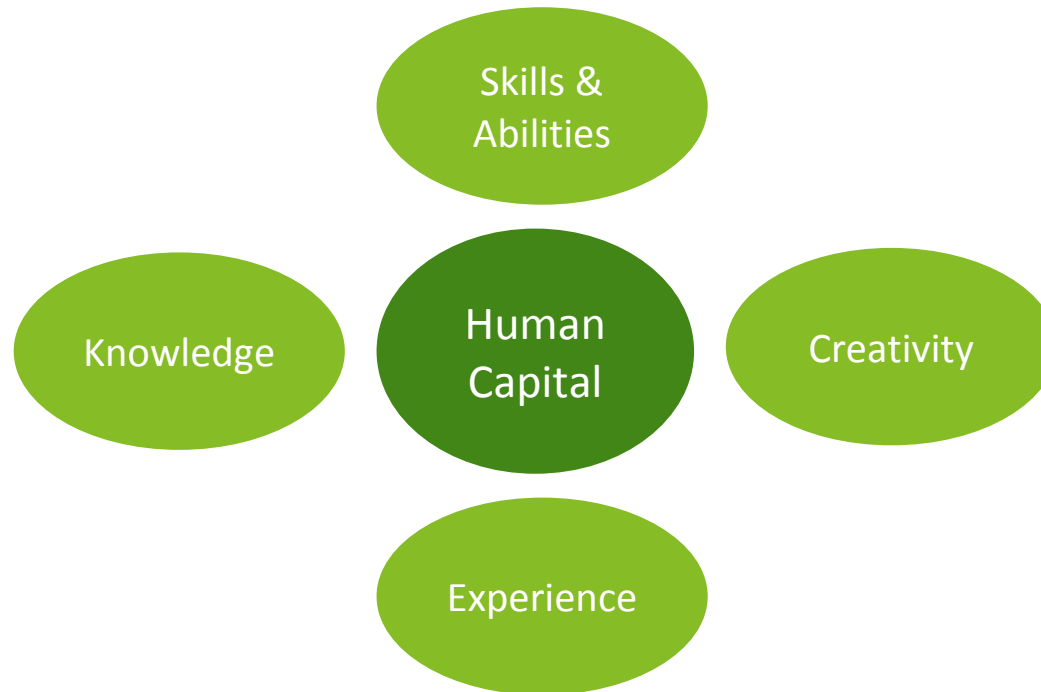 Skills &
Abilities
Knowledge
Human
Capital
Creativity
Experience